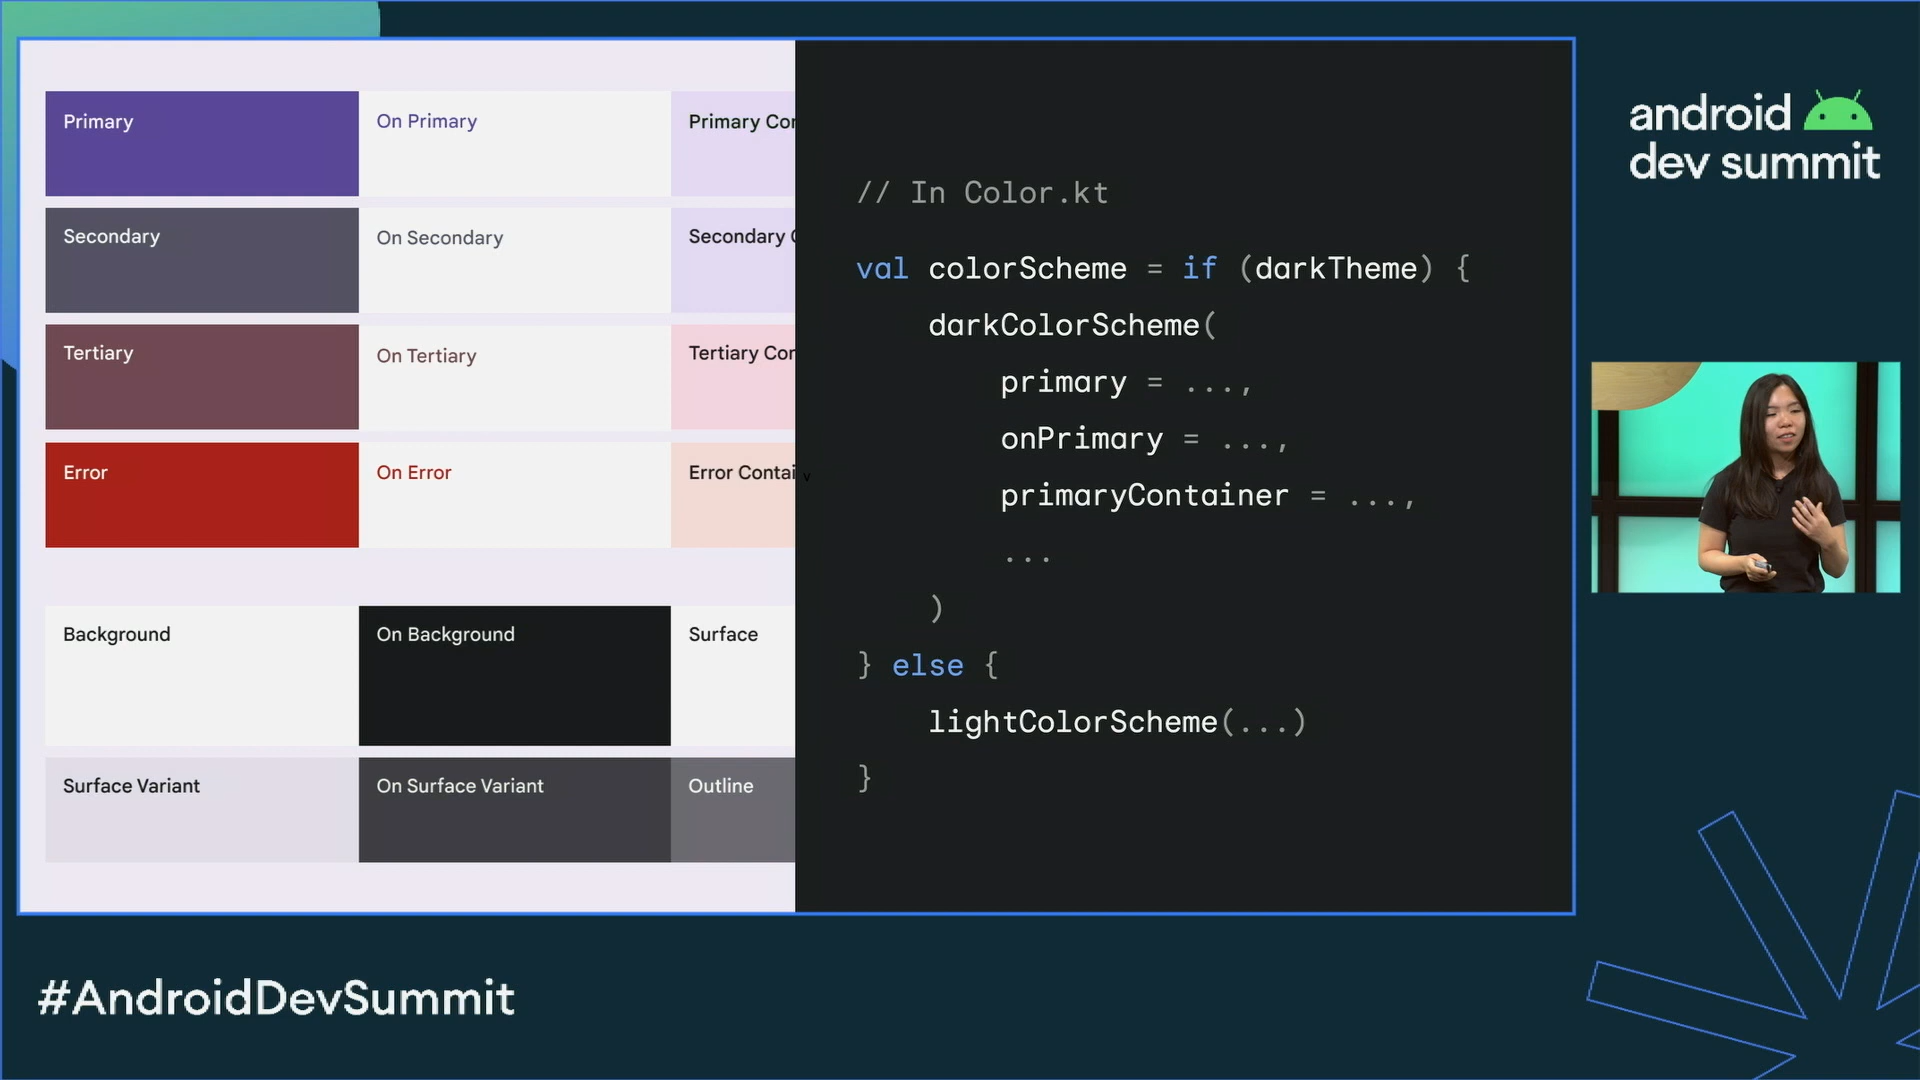 Primary
On Primary
Primary Cor
Secondary
On Secondary
Secondary
Tertiary
On Tertiary
Tertiary Cor
Error
On Error
Error Contai
Background
On Background
Surface
Surface Variant
On Surface Variant
Outline
// In Color.kt
val colorScheme = if (darkTheme) {
darkColorScheme(
primary = ...,
onPrimary = ...,
primaryContainer = ...,
...
)
} else {
lightColorScheme(...)
}
android
dev summit
#AndroidDevSummit